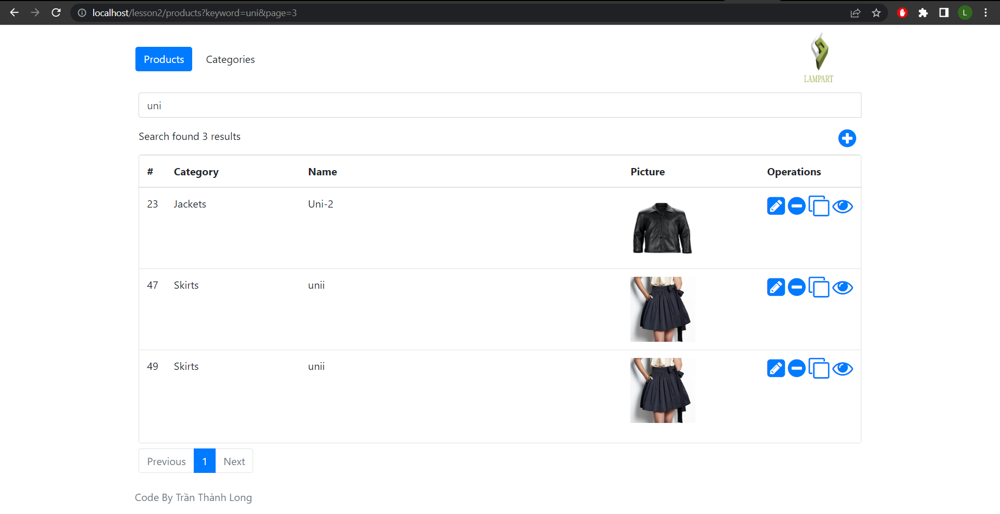 localhost/lesson2/products?keyword=uni&page=3
L
Products Categories
LAMPART
uni
Search found 3 results
# Category Name Picture Operations
23 Jackets Uni-2
47 Skirts unii
49 Skirts unii
Previous 1 Next
Code By Trần Thành Long